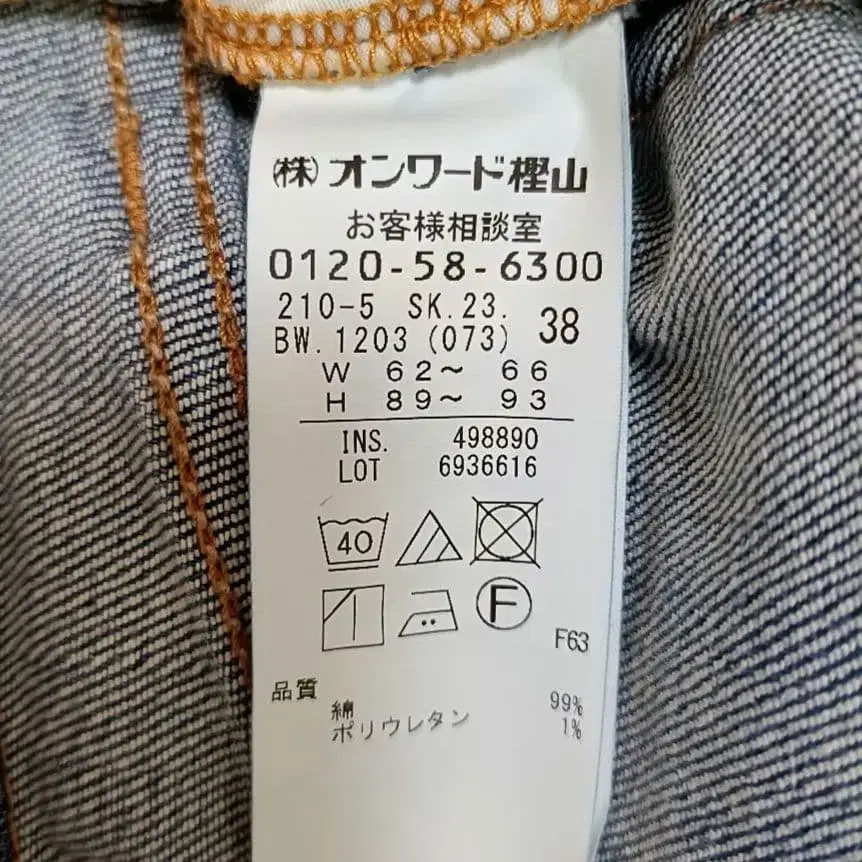 ㈱オンワード樫山
お客様相談室
0120-58-6300
210-5 SK.23.
BW.1203 (073) 38
W 62～ 66
H 89～ 93
INS. 498890
LOT 6936616
40
F
F63
品質
綿 99%
ポリウレタン 1%